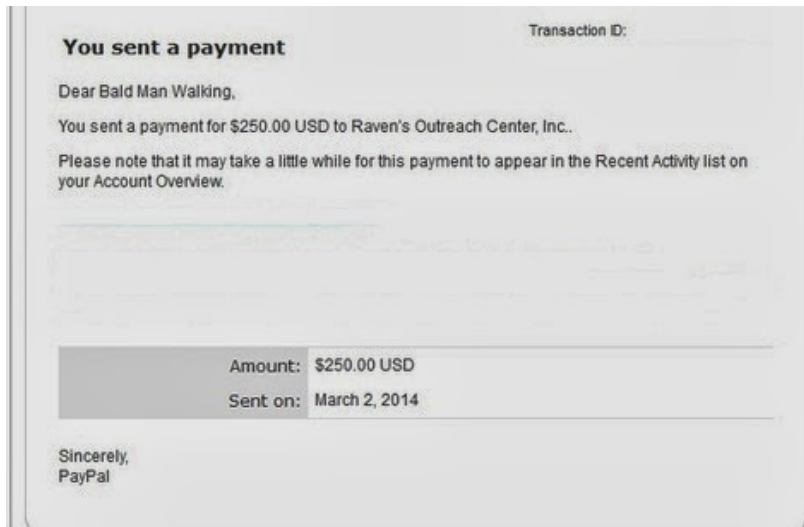 Transaction ID:
You sent a payment
Dear Bald Man Walking,
You sent a payment for $250.00 USD to Raven's Outreach Center, Inc..
Please note that it may take a little while for this payment to appear in the Recent Activity list on
your Account Overview.
Amount: $250.00 USD
Sent on: March 2, 2014
Sincerely,
PayPal